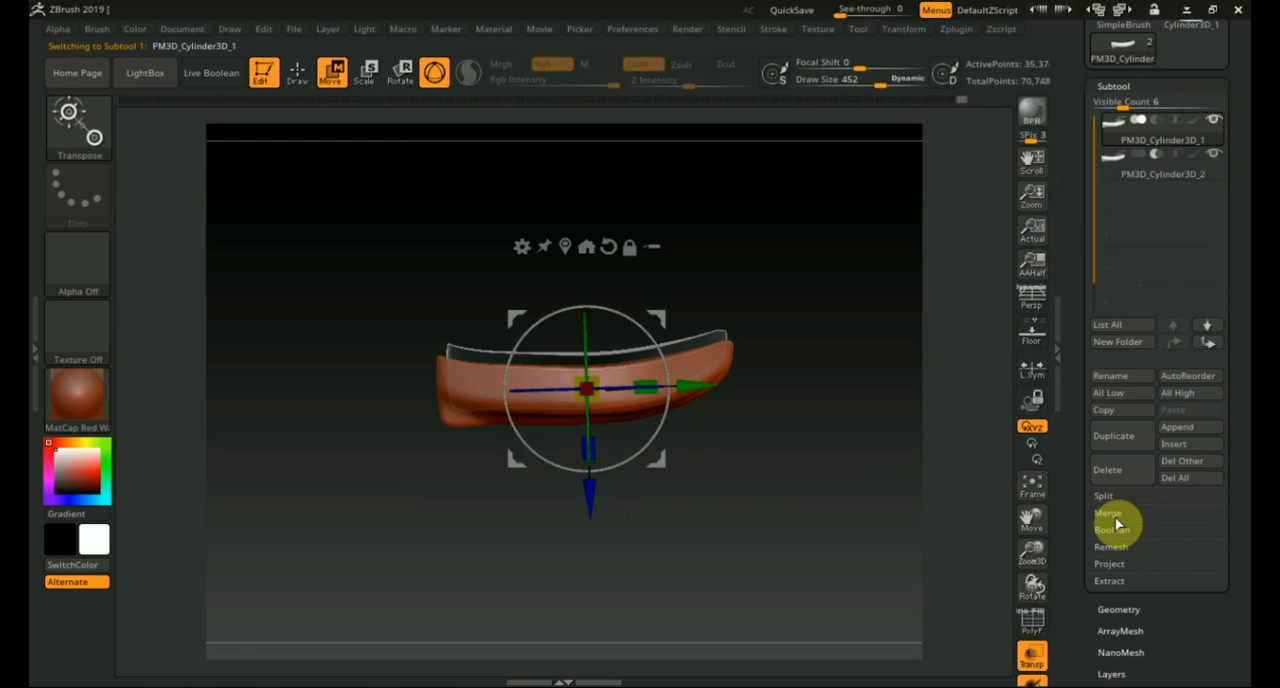 ZBrush 2019 [
AC QuickSave See-through 0 Menus DefaultZScript
Alpha Brush Color Document Draw Edit File Layer Light Macro Marker Material Movie Picker Preferences Render Stencil Stroke Texture Tool Transform Zplugin Zscript
Switching to Subtool 1: PM3D_Cylinder3D_1
Home Page LightBox Live Boolean Edit Draw Move Scale Rotate
Mrgb Rgb M Zadd Zsub Zcut
Rgb Intensity Z Intensity
Focal Shift 0
Draw Size 452 Dynamic
ActivePoints: 35,37
TotalPoints: 70,748
S
D
Transpose
Dots
Alpha Off
Texture Off
MatCap Red W
Gradient
SwitchColor
Alternate
BPR
SPix 3
Scroll
Zoom
Actual
AAHalf
Dynamic
Persp
Floor
L.Sym
XYZ
Frame
Move
Zoom3D
Rotate
PolyF
Transp
SimpleBrush Cylinder3D_1
2
PM3D_Cylinder
Subtool
Visible Count 6
PM3D_Cylinder3D_1
PM3D_Cylinder3D_2
List All
New Folder
Rename AutoReorder
All Low All High
Copy Paste
Duplicate Append
Insert
Delete Del Other
Del All
Split
Merge
Boolean
Remesh
Project
Extract
Geometry
ArrayMesh
NanoMesh
Layers